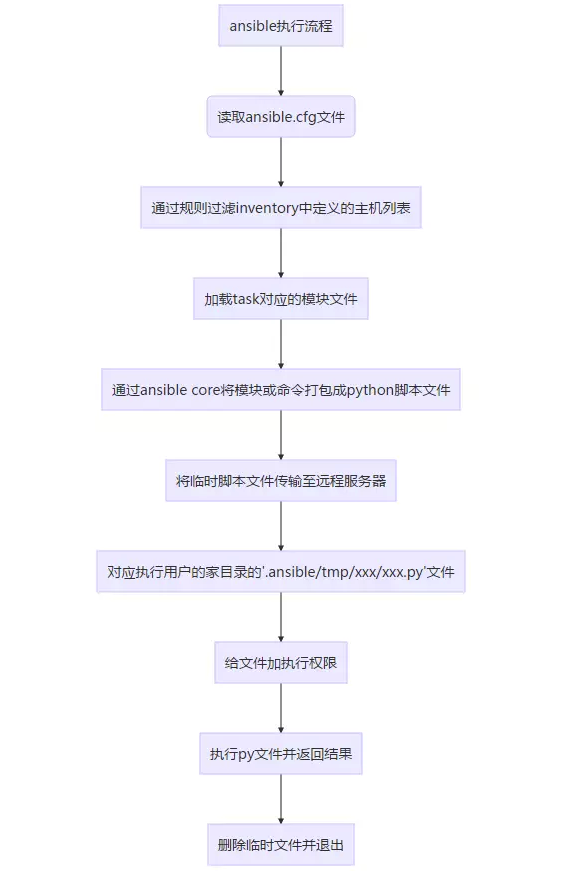 ansible执行流程
读取ansible.cfg文件
通过规则过滤inventory中定义的主机列表
加载task对应的模块文件
通过ansible core将模块或命令打包成python脚本文件
将临时脚本文件传输至远程服务器
对应执行用户的家目录的'.ansible/tmp/xxx/xxx.py'文件
给文件加执行权限
执行py文件并返回结果
删除临时文件并退出